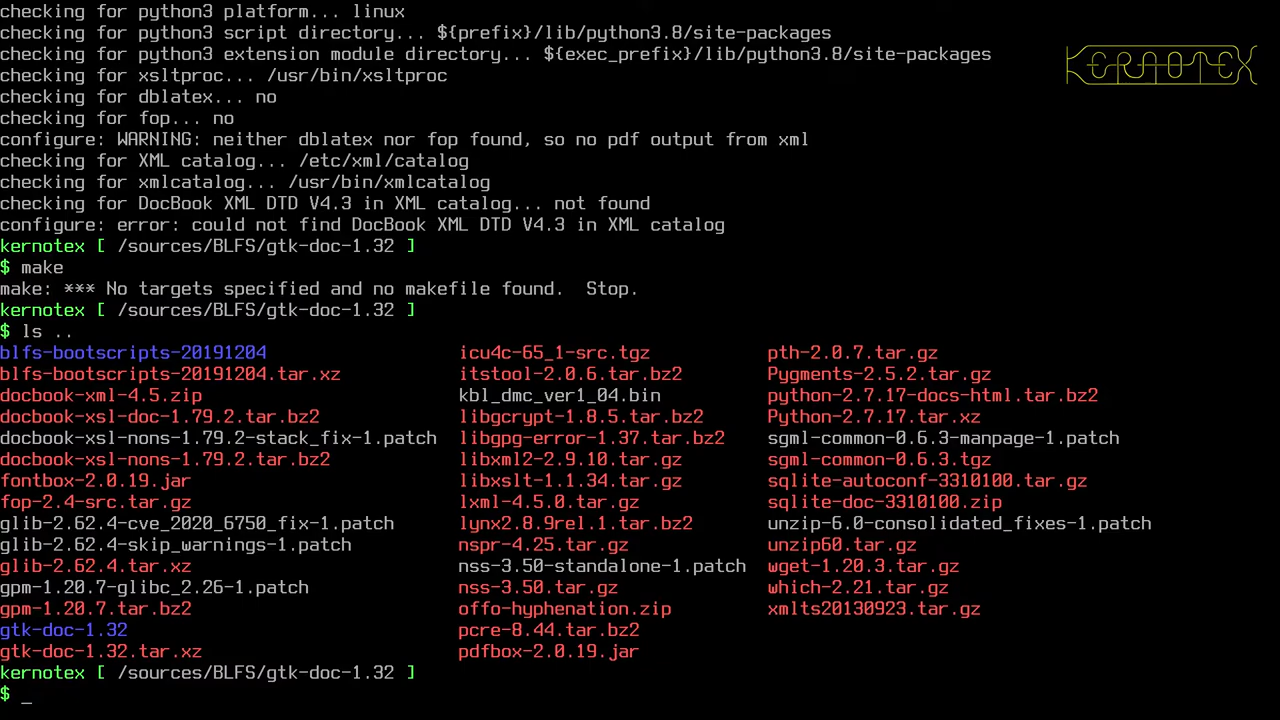 checking for python3 platform... linux
checking for python3 script directory... ${prefix}/lib/python3.8/site-packages
checking for python3 extension module directory... ${exec_prefix}/lib/python3.8/site-packages
checking for xsltproc... /usr/bin/xsltproc
checking for dblatex... no
checking for fop... no
configure: WARNING: neither dblatex nor fop found, so no pdf output from xml
checking for XML catalog... /etc/xml/catalog
checking for xmlcatalog... /usr/bin/xmlcatalog
checking for DocBook XML DTD V4.3 in XML catalog... not found
configure: error: could not find DocBook XML DTD V4.3 in XML catalog
kernotex [ /sources/BLFS/gtk-doc-1.32 ]
$ make
make: *** No targets specified and no makefile found.  Stop.
kernotex [ /sources/BLFS/gtk-doc-1.32 ]
$ ls ..
blfs-bootscripts-20191204 icu4c-65_1-src.tgz pth-2.0.7.tar.gz
blfs-bootscripts-20191204.tar.xz itstool-2.0.6.tar.bz2 Pygments-2.5.2.tar.gz
docbook-xml-4.5.zip kbl_dmc_ver1_04.bin python-2.7.17-docs-html.tar.bz2
docbook-xsl-doc-1.79.2.tar.bz2 libgcrypt-1.8.5.tar.bz2 Python-2.7.17.tar.xz
docbook-xsl-nons-1.79.2-stack_fix-1.patch libgpg-error-1.37.tar.bz2 sgml-common-0.6.3-manpage-1.patch
docbook-xsl-nons-1.79.2.tar.bz2 libxml2-2.9.10.tar.gz sgml-common-0.6.3.tgz
fontbox-2.0.19.jar libxslt-1.1.34.tar.gz sqlite-autoconf-3310100.tar.gz
fop-2.4-src.tar.gz lxml-4.5.0.tar.gz sqlite-doc-3310100.zip
glib-2.62.4-cve_2020_6750_fix-1.patch lynx2.8.9rel.1.tar.bz2 unzip-6.0-consolidated_fixes-1.patch
glib-2.62.4-skip_warnings-1.patch nspr-4.25.tar.gz unzip60.tar.gz
glib-2.62.4.tar.xz nss-3.50-standalone-1.patch wget-1.20.3.tar.gz
gpm-1.20.7-glibc_2.26-1.patch nss-3.50.tar.gz which-2.21.tar.gz
gpm-1.20.7.tar.bz2 offo-hyphenation.zip xmlts20130923.tar.gz
gtk-doc-1.32 pcre-8.44.tar.bz2
gtk-doc-1.32.tar.xz pdfbox-2.0.19.jar
kernotex [ /sources/BLFS/gtk-doc-1.32 ]
$ _
KERNOTEX